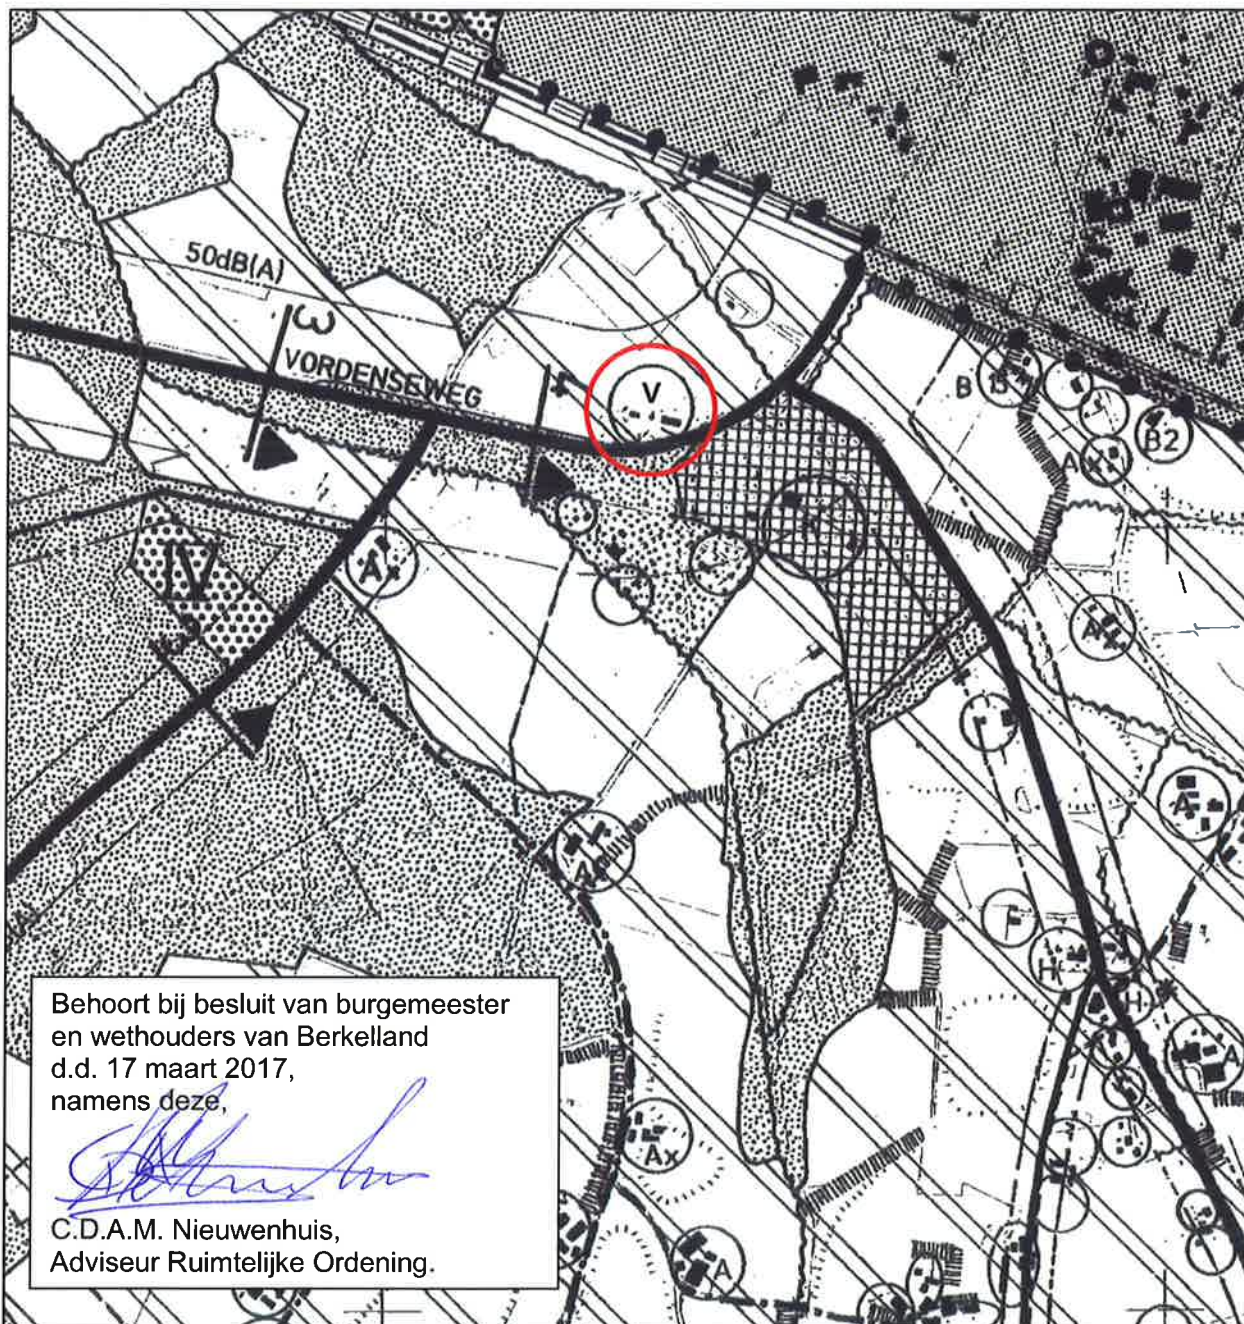 50dB(A)
3
VORDENSEWEG
V
B
B2
A
IV
A
A
A
H
H
A
Ax
A
Behoort bij besluit van burgemeester
en wethouders van Berkelland
d.d. 17 maart 2017,
namens deze,
C.D.A.M. Nieuwenhuis,
Adviseur Ruimtelijke Ordening.